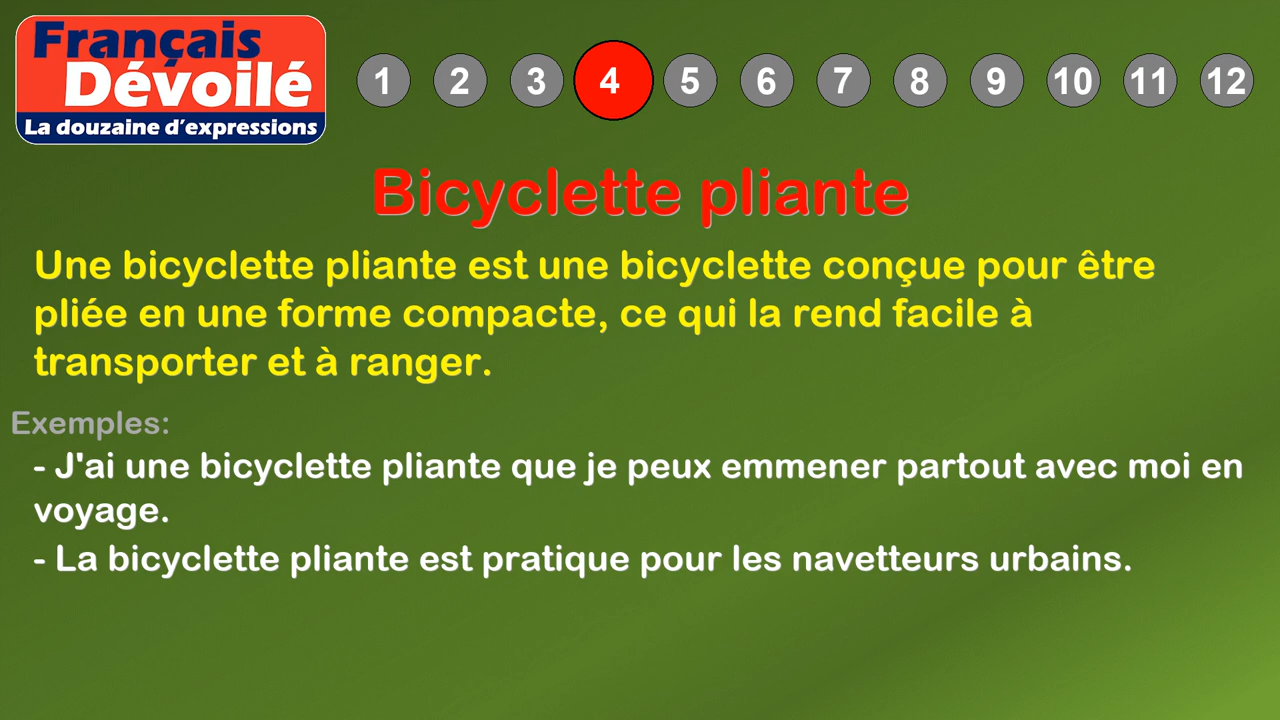 Français
Dévoilé
La douzaine d'expressions
1 2 3 4 5 6 7 8 9 10 11 12
Bicyclette pliante
Une bicyclette pliante est une bicyclette conçue pour être
pliée en une forme compacte, ce qui la rend facile à
transporter et à ranger.
Exemples:
- J'ai une bicyclette pliante que je peux emmener partout avec moi en
voyage.
- La bicyclette pliante est pratique pour les navetteurs urbains.